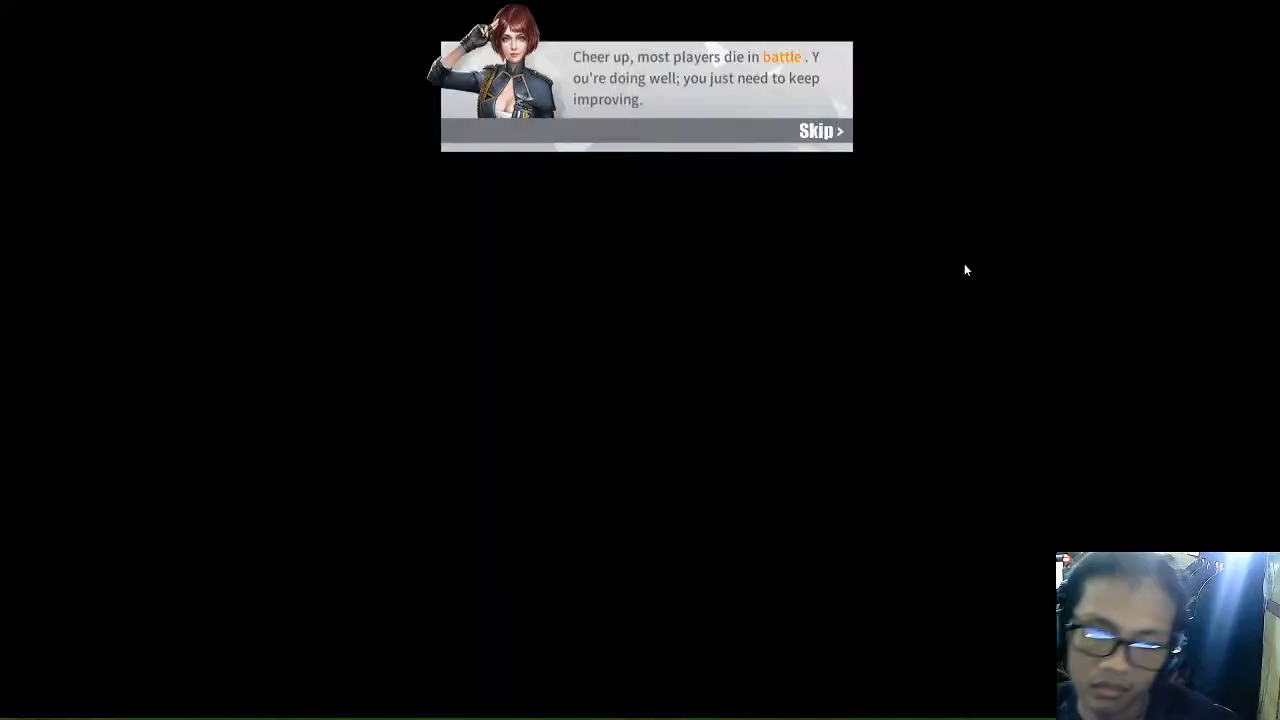 Cheer up, most players die in battle . Y
ou're doing well; you just need to keep
improving.
Skip >